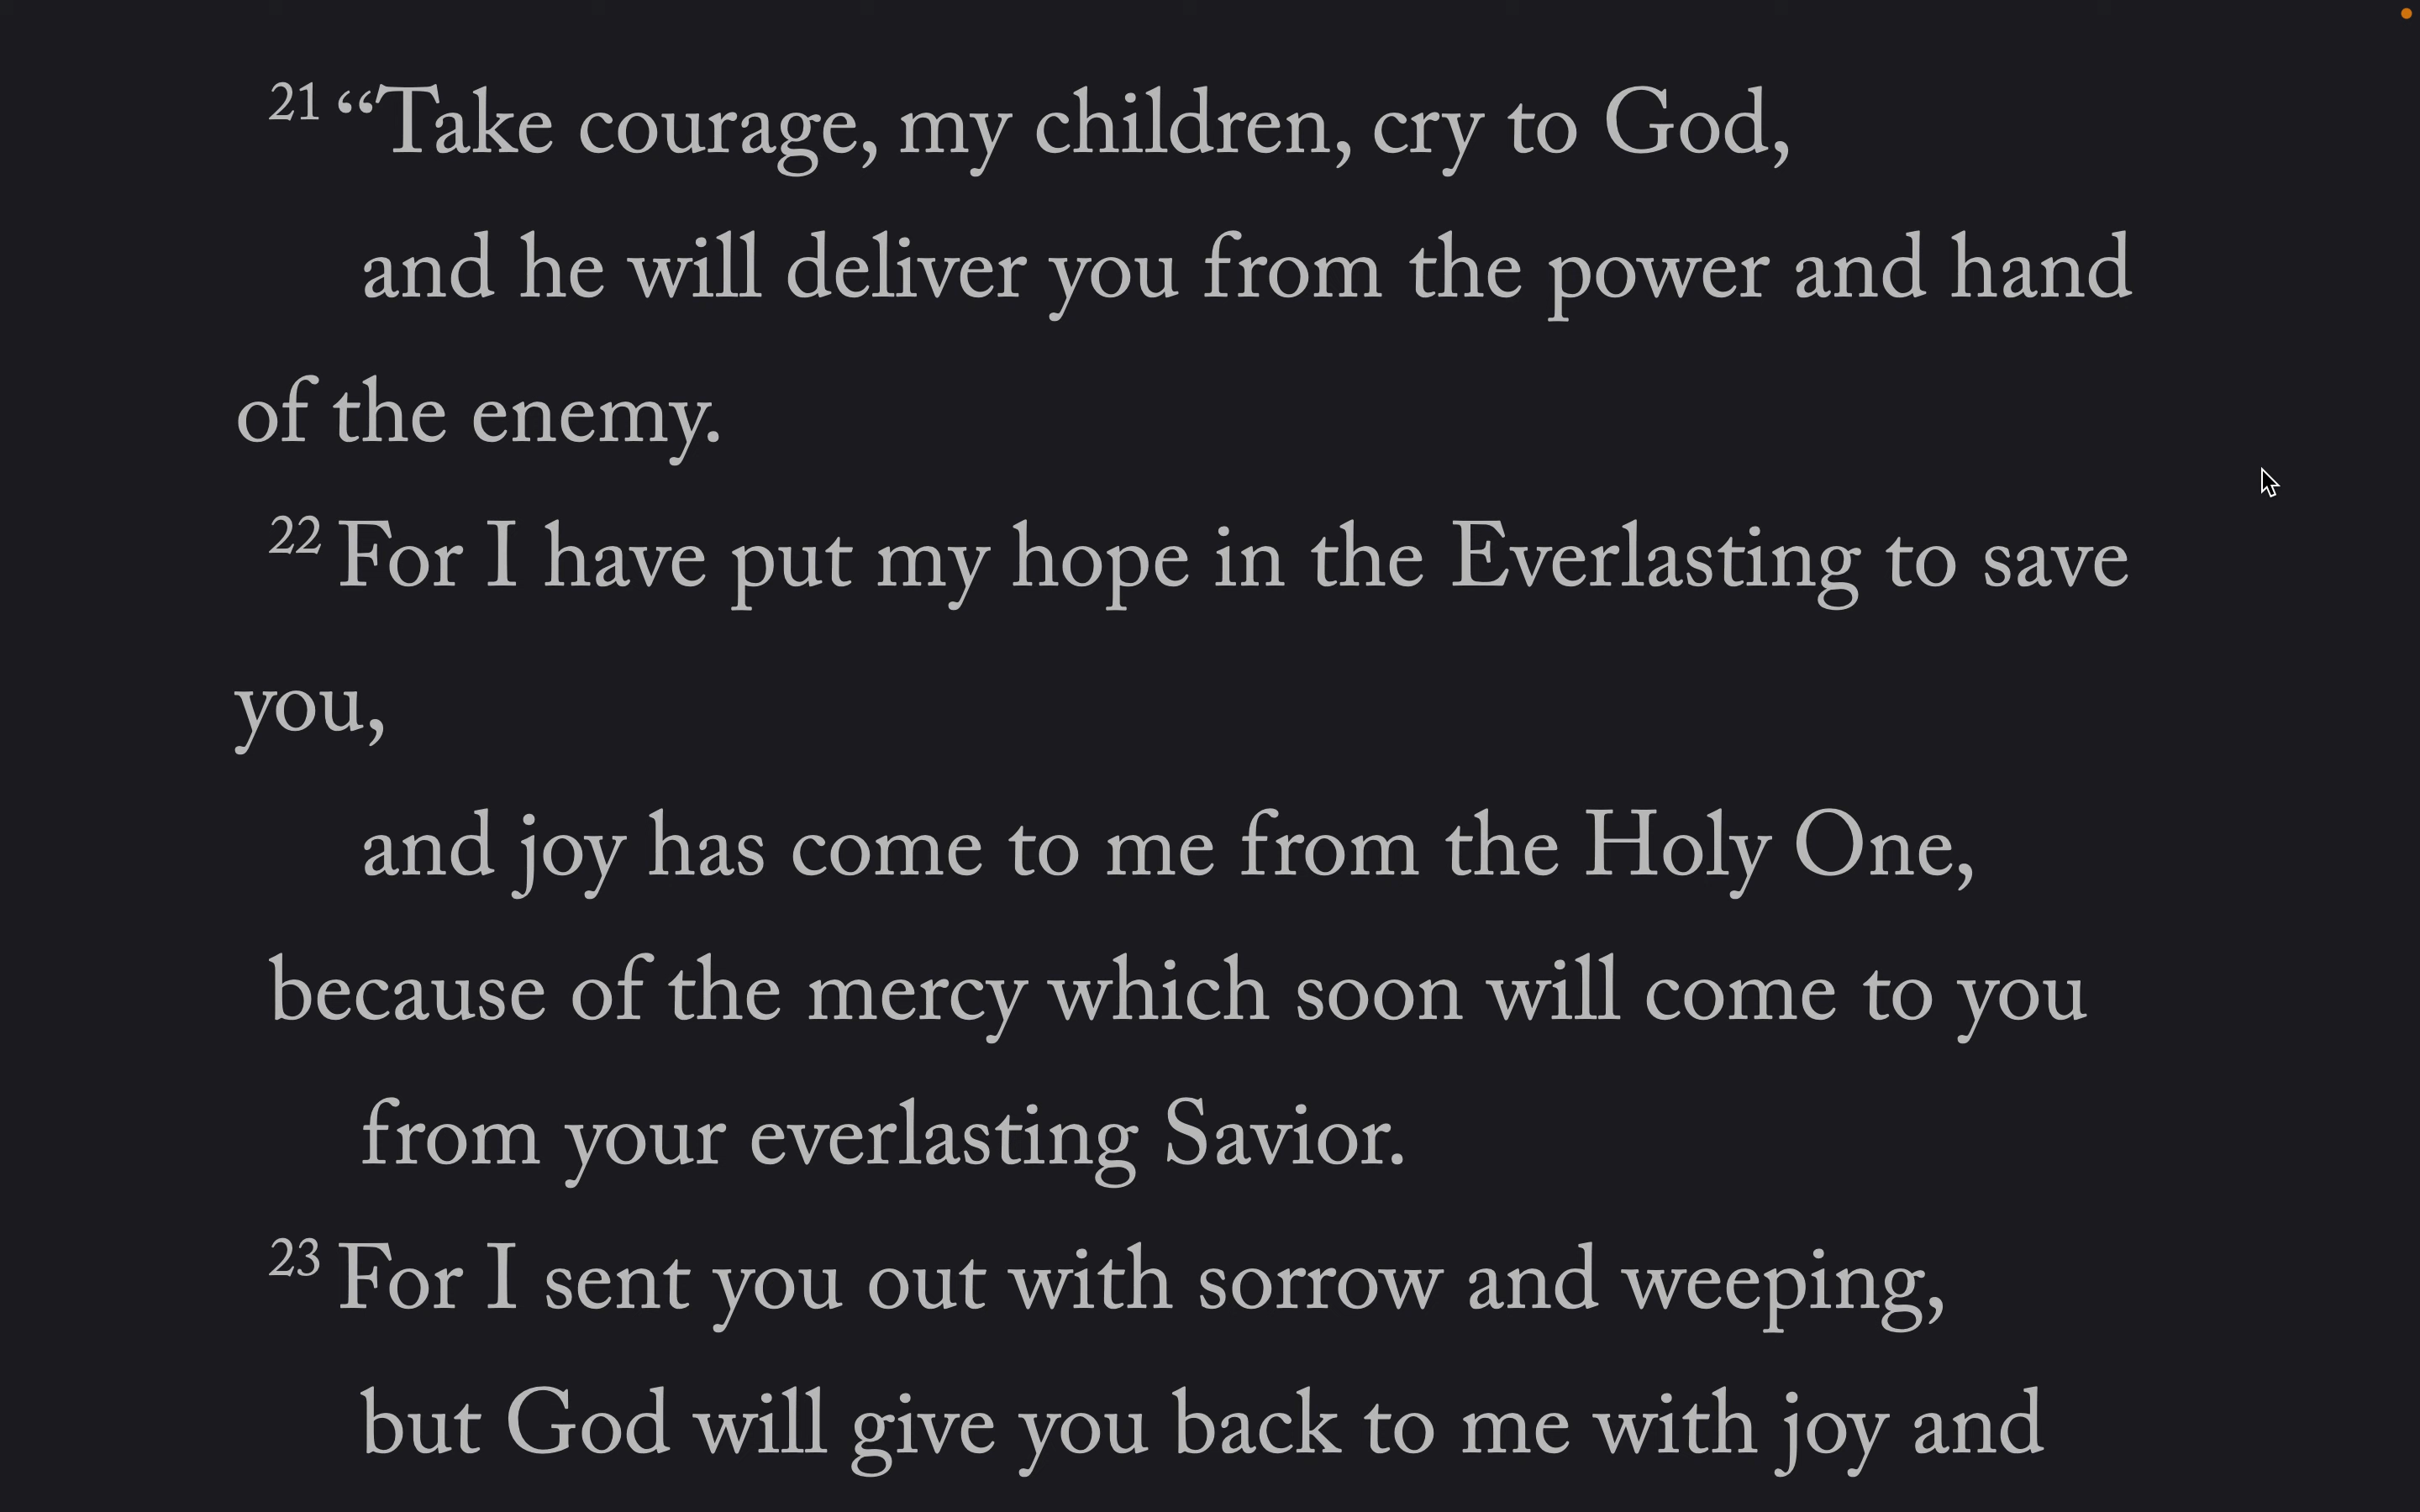 21 “Take courage, my children, cry to God,
and he will deliver you from the power and hand
of the enemy.
22 For I have put my hope in the Everlasting to save
you,
and joy has come to me from the Holy One,
because of the mercy which soon will come to you
from your everlasting Savior.
23 For I sent you out with sorrow and weeping,
but God will give you back to me with joy and